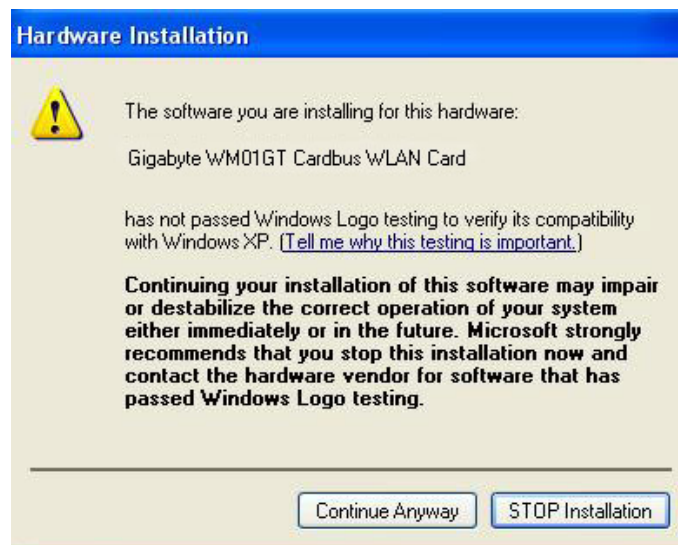 Hardware Installation
The software you are installing for this hardware:
Gigabyte WM01GT Cardbus WLAN Card
has not passed Windows Logo testing to verify its compatibility
with Windows XP. (Tell me why this testing is important.)
Continuing your installation of this software may impair
or destabilize the correct operation of your system
either immediately or in the future. Microsoft strongly
recommends that you stop this installation now and
contact the hardware vendor for software that has
passed Windows Logo testing.
Continue Anyway
STOP Installation